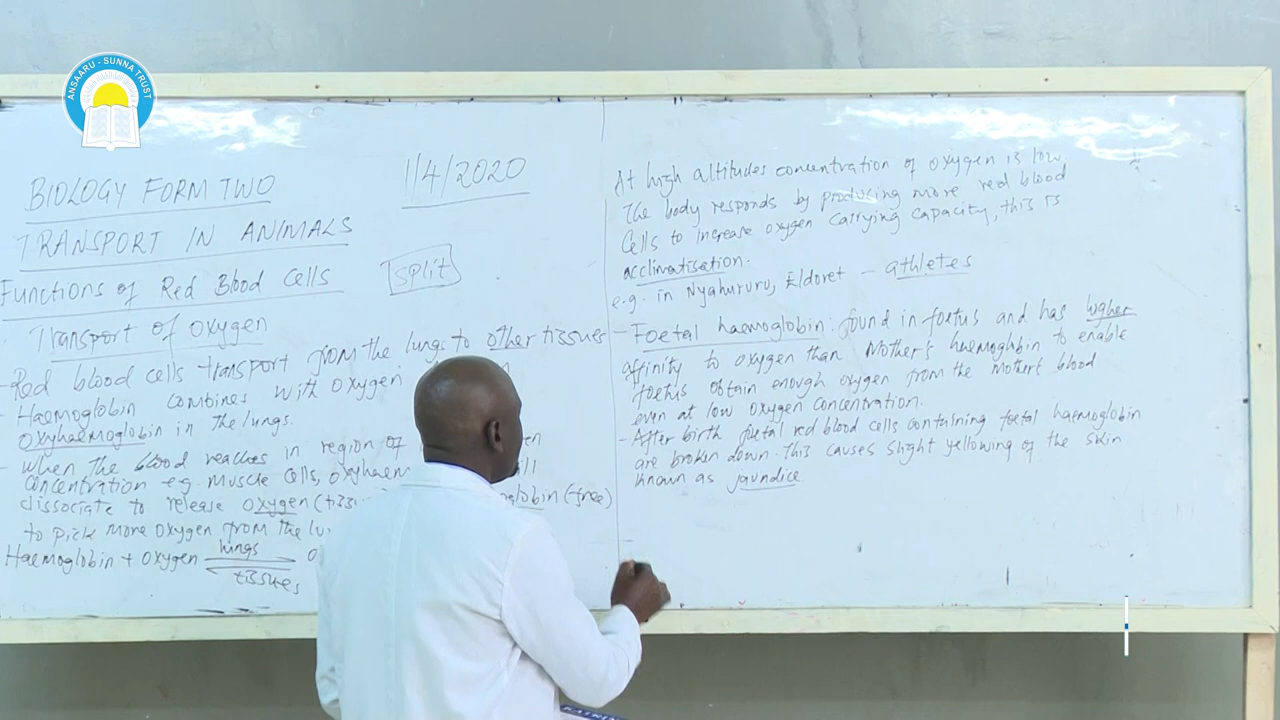 ANSAARU - SUNNA TRUST
BIOLOGY FORM TWO
1/4/2020
TRANSPORT IN ANIMALS
Functions of Red Blood Cells
split
Transport of oxygen
- Red blood cells transport from the lungs to other tissues
- Haemoglobin combines with oxygen
oxyhaemoglobin in the lungs.
- When the blood reaches in region of
concentration e.g. muscle cells, oxyhaem
dissociate to release oxygen (tiss globin (free)
to pick more oxygen from the lu
Haemoglobin + oxygen lungs
tissues
At high altitudes concentration of oxygen is low
The body responds by producing more red blood
Cells to increase oxygen carrying capacity, this is
acclimatisation.
e.g. in Nyahururu, Eldoret - athletes
- Foetal haemoglobin: found in foetus and has higher
affinity to oxygen than Mother's haemoglobin to enable
foetus obtain enough oxygen from the mother blood
even at low oxygen concentration.
- After birth foetal red blood cells containing foetal haemoglobin
are broken down. This causes slight yellowing of the skin
known as jaundice.